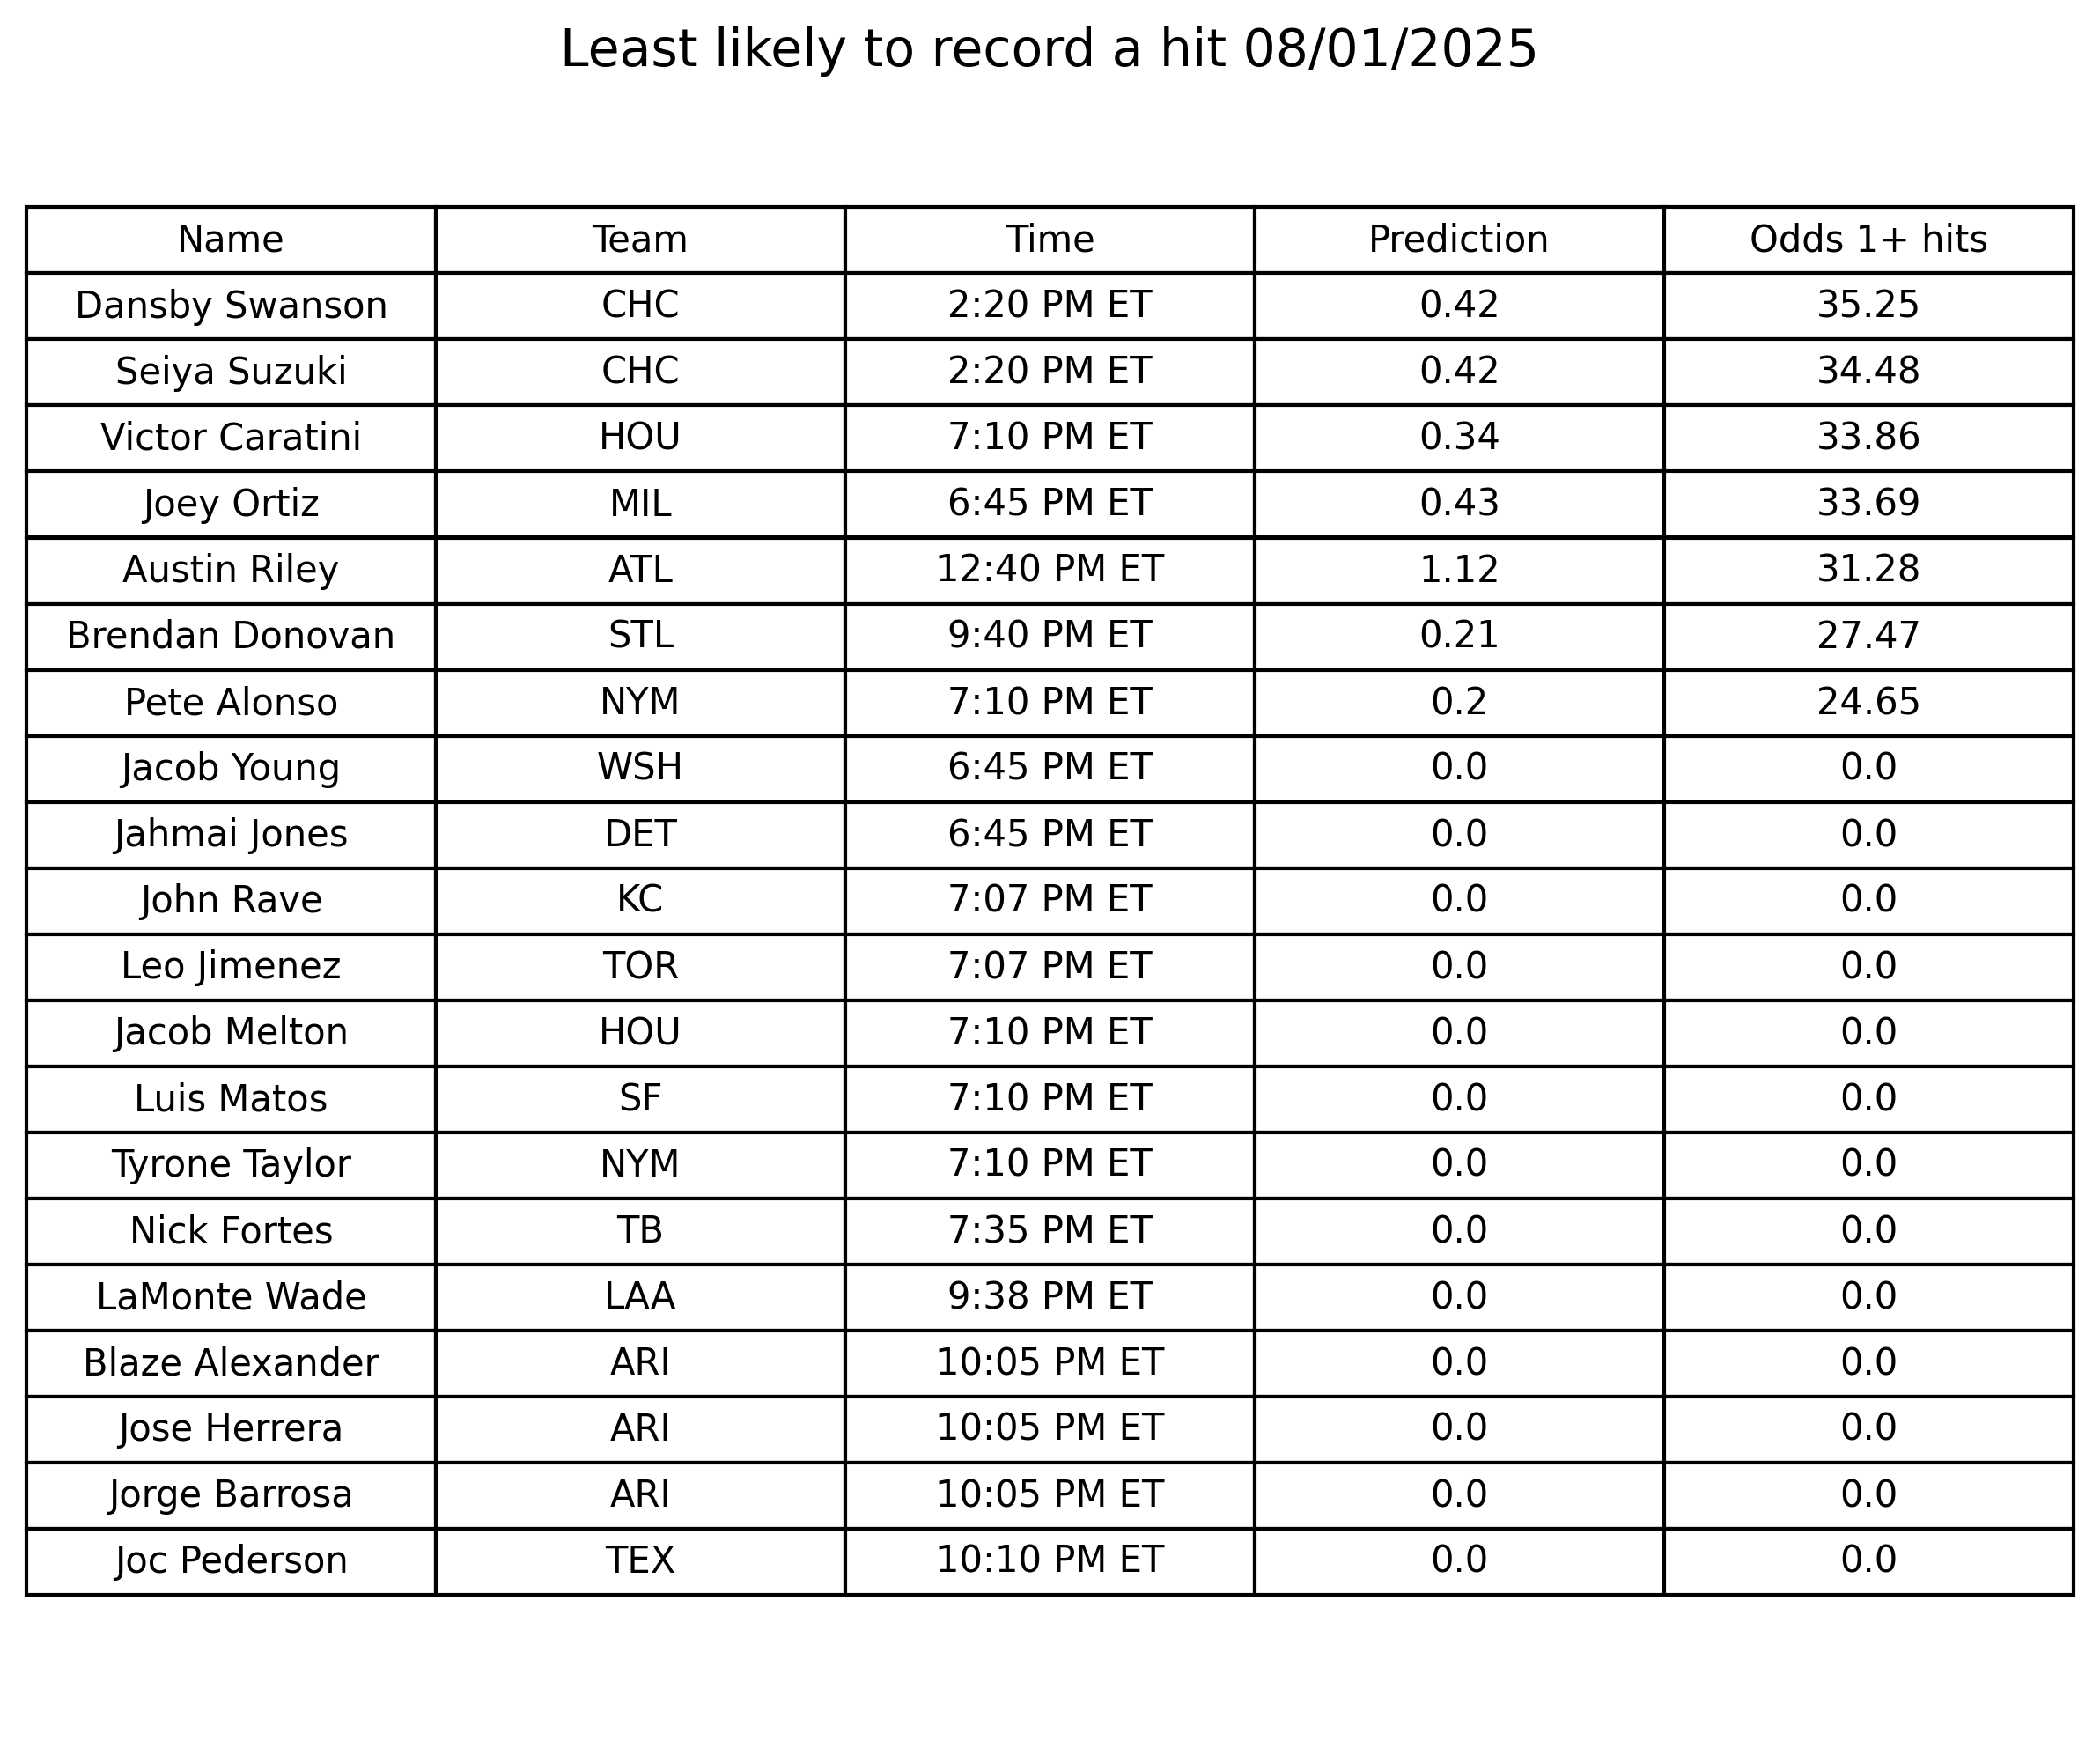 Least likely to record a hit 08/01/2025
Name Team Time Prediction Odds 1+ hits
Dansby Swanson CHC 2:20 PM ET 0.42 35.25
Seiya Suzuki CHC 2:20 PM ET 0.42 34.48
Victor Caratini HOU 7:10 PM ET 0.34 33.86
Joey Ortiz MIL 6:45 PM ET 0.43 33.69
Austin Riley ATL 12:40 PM ET 1.12 31.28
Brendan Donovan STL 9:40 PM ET 0.21 27.47
Pete Alonso NYM 7:10 PM ET 0.2 24.65
Jacob Young WSH 6:45 PM ET 0.0 0.0
Jahmai Jones DET 6:45 PM ET 0.0 0.0
John Rave KC 7:07 PM ET 0.0 0.0
Leo Jimenez TOR 7:07 PM ET 0.0 0.0
Jacob Melton HOU 7:10 PM ET 0.0 0.0
Luis Matos SF 7:10 PM ET 0.0 0.0
Tyrone Taylor NYM 7:10 PM ET 0.0 0.0
Nick Fortes TB 7:35 PM ET 0.0 0.0
LaMonte Wade LAA 9:38 PM ET 0.0 0.0
Blaze Alexander ARI 10:05 PM ET 0.0 0.0
Jose Herrera ARI 10:05 PM ET 0.0 0.0
Jorge Barrosa ARI 10:05 PM ET 0.0 0.0
Joc Pederson TEX 10:10 PM ET 0.0 0.0